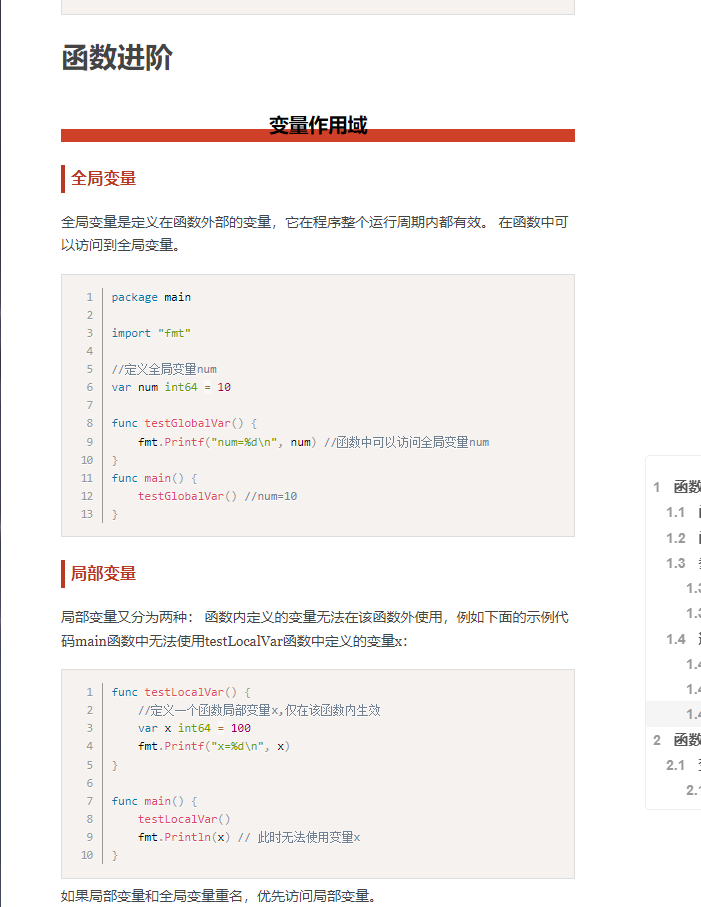 函数进阶
变量作用域
全局变量
全局变量是定义在函数外部的变量，它在程序整个运行周期内都有效。 在函数中可
以访问到全局变量。
1 package main
2
3 import "fmt"
4
5 //定义全局变量num
6 var num int64 = 10
7
8 func testGlobalVar() {
9     fmt.Printf("num=%d\n", num) //函数中可以访问全局变量num
10 }
11 func main() {
12     testGlobalVar() //num=10
13 }
局部变量
局部变量又分为两种： 函数内定义的变量无法在该函数外使用，例如下面的示例代
码main函数中无法使用testLocalVar函数中定义的变量x：
1 func testLocalVar() {
2     //定义一个函数局部变量x,仅在该函数内生效
3     var x int64 = 100
4     fmt.Printf("x=%d\n", x)
5 }
6
7 func main() {
8     testLocalVar()
9     fmt.Println(x) // 此时无法使用变量x
10 }
如果局部变量和全局变量重名，优先访问局部变量。
1 函数
1.1
1.2
1.3
1.3
1.3
1.4
1.4
1.4
1.4
2 函数
2.1
2.1